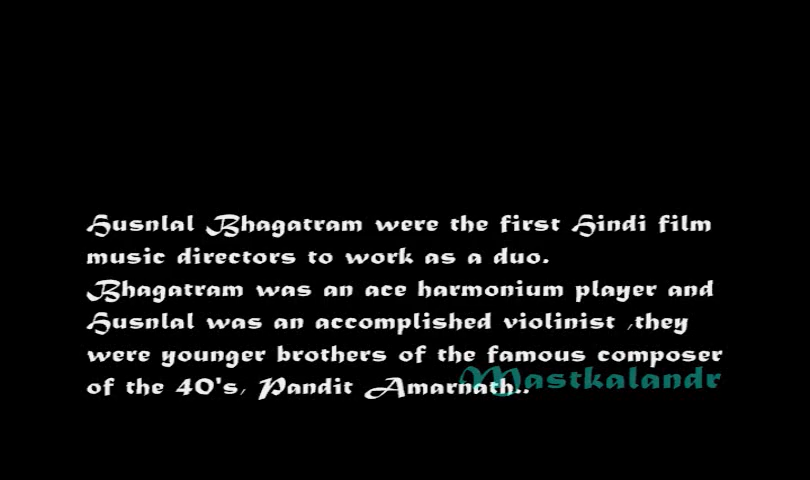 Husnlal Bhagatram were the first Hindi film
music directors to work as a duo.
Bhagatram was an ace harmonium player and
Husnlal was an accomplished violinist ,they
were younger brothers of the famous composer
of the 40's, Pandit Amarnath..
Mastkalandr